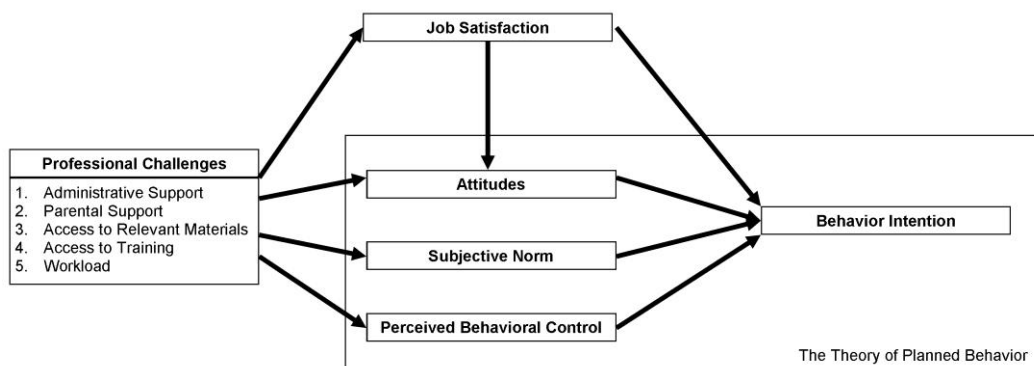 Job Satisfaction
Professional Challenges
1. Administrative Support
2. Parental Support
3. Access to Relevant Materials
4. Access to Training
5. Workload
Attitudes
Subjective Norm
Perceived Behavioral Control
Behavior Intention
The Theory of Planned Behavior